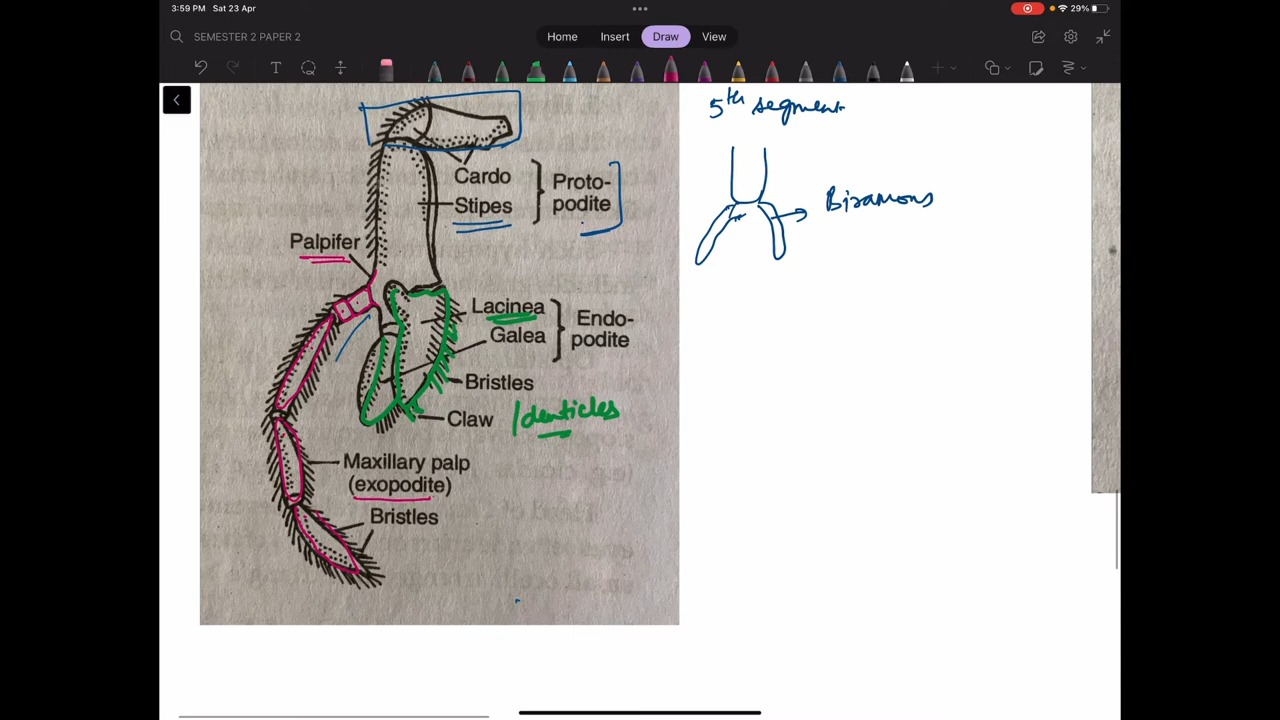 3:59 PM Sat 23 Apr
29%
SEMESTER 2 PAPER 2
Home Insert Draw View
5th segment
Biramous
Cardo
Stipes
Proto-
podite
Palpifer
Lacinea
Galea
Endo-
podite
Bristles
Claw
/denticles
Maxillary palp
(exopodite)
Bristles